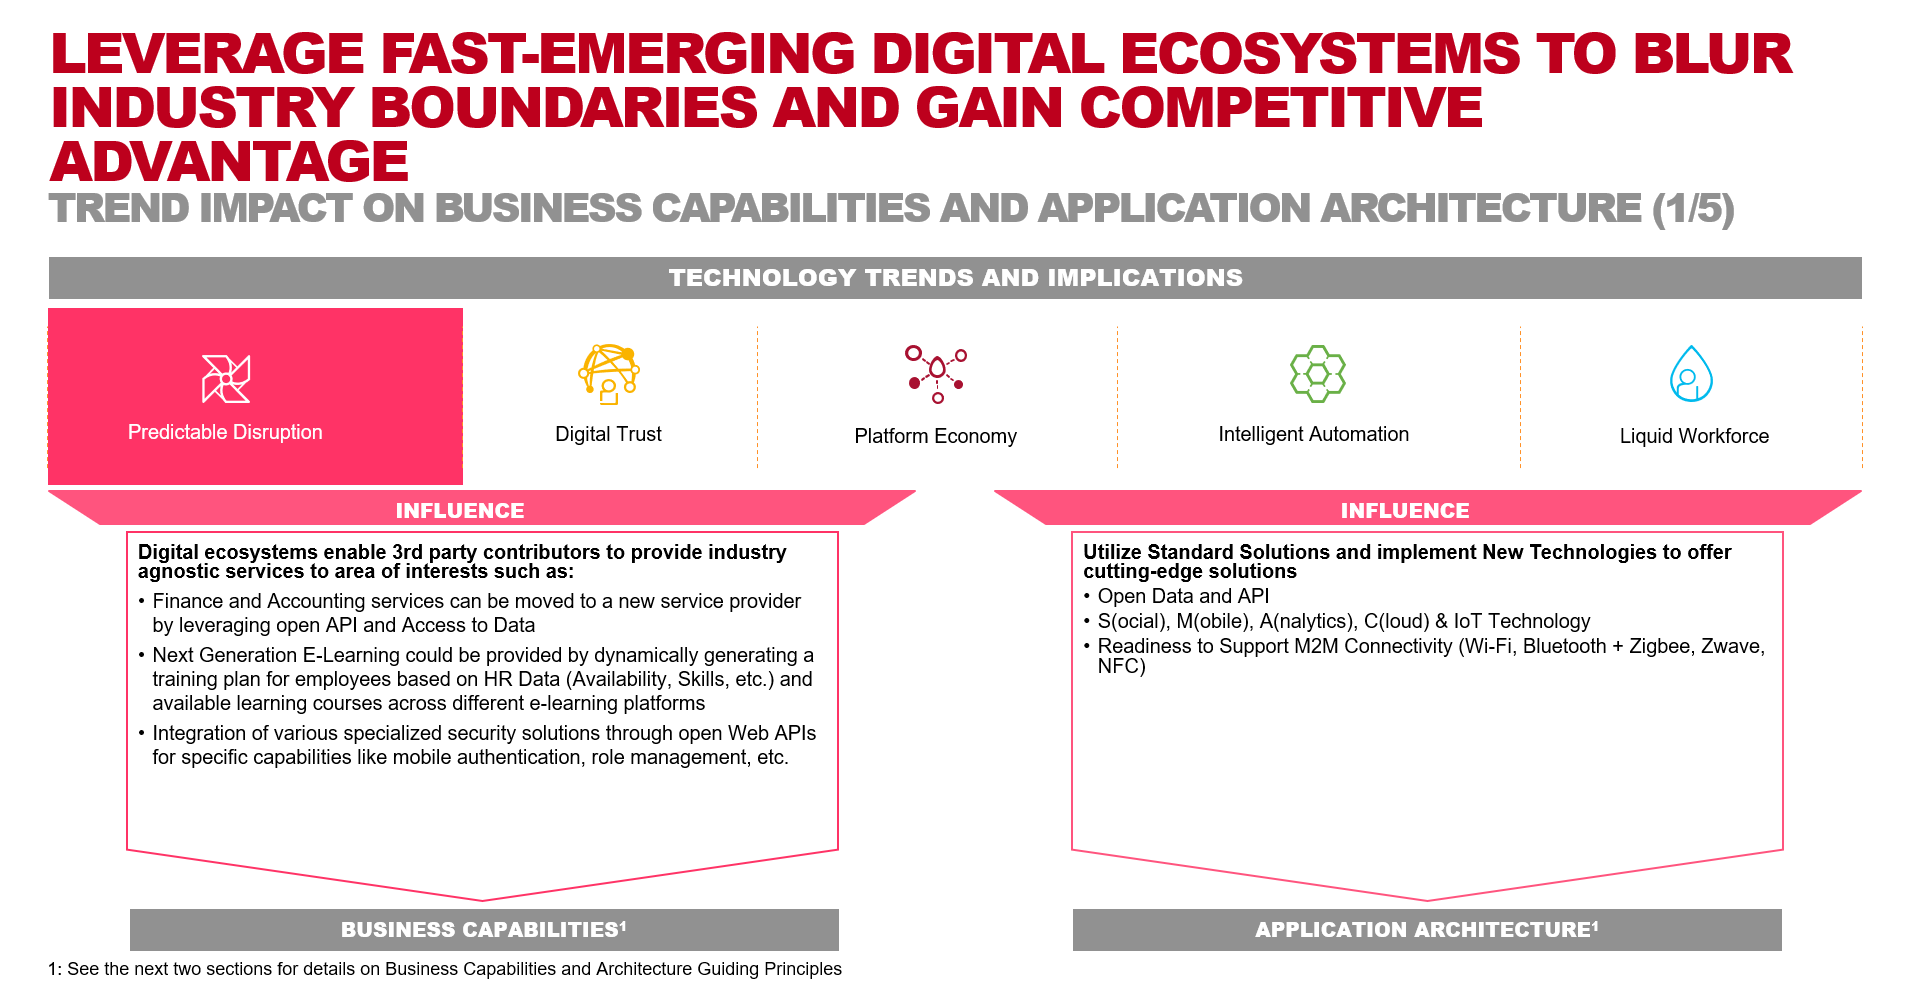 LEVERAGE FAST-EMERGING DIGITAL ECOSYSTEMS TO BLUR
INDUSTRY BOUNDARIES AND GAIN COMPETITIVE
ADVANTAGE
TREND IMPACT ON BUSINESS CAPABILITIES AND APPLICATION ARCHITECTURE (1/5)
TECHNOLOGY TRENDS AND IMPLICATIONS
Predictable Disruption
Digital Trust
Platform Economy
Intelligent Automation
Liquid Workforce
INFLUENCE
Digital ecosystems enable 3rd party contributors to provide industry
agnostic services to area of interests such as:
• Finance and Accounting services can be moved to a new service provider
by leveraging open API and Access to Data
• Next Generation E-Learning could be provided by dynamically generating a
training plan for employees based on HR Data (Availability, Skills, etc.) and
available learning courses across different e-learning platforms
• Integration of various specialized security solutions through open Web APIs
for specific capabilities like mobile authentication, role management, etc.
BUSINESS CAPABILITIES¹
INFLUENCE
Utilize Standard Solutions and implement New Technologies to offer
cutting-edge solutions
• Open Data and API
• S(ocial), M(obile), A(nalytics), C(loud) & IoT Technology
• Readiness to Support M2M Connectivity (Wi-Fi, Bluetooth + Zigbee, Zwave,
NFC)
APPLICATION ARCHITECTURE¹
1: See the next two sections for details on Business Capabilities and Architecture Guiding Principles